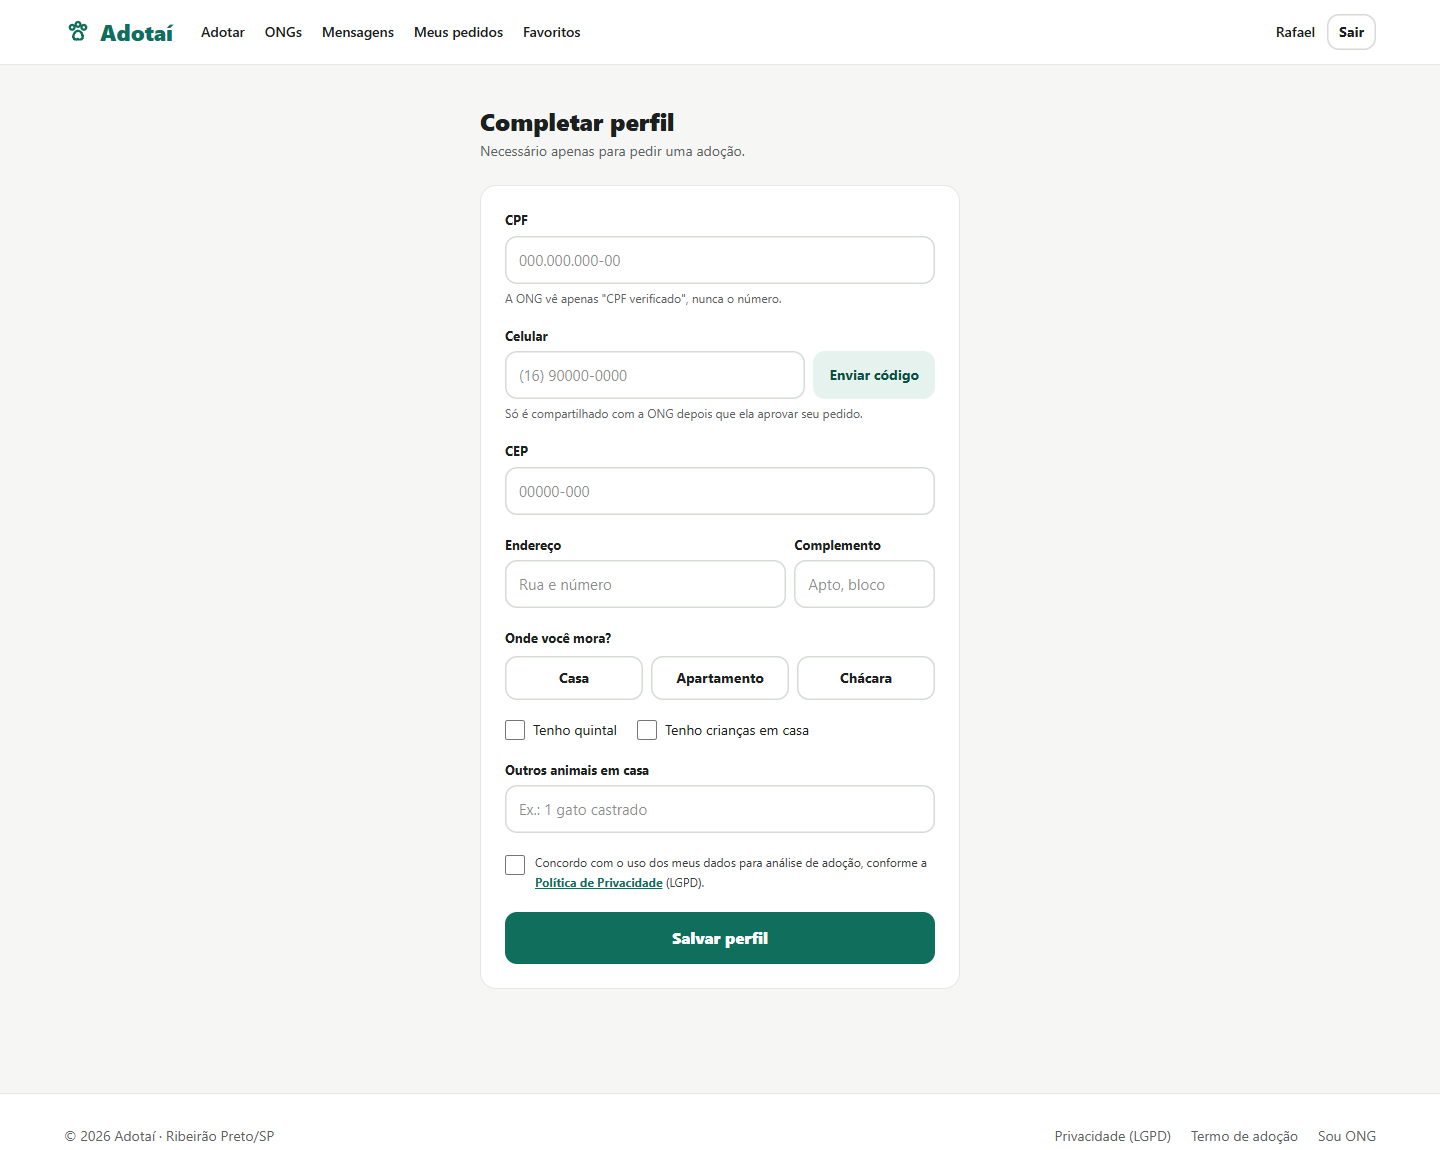 Adotaí
Adotar
ONGs
Mensagens
Meus pedidos
Favoritos
Rafael
Sair
Completar perfil
Necessário apenas para pedir uma adoção.
CPF
000.000.000-00
A ONG vê apenas "CPF verificado", nunca o número.
Celular
(16) 90000-0000
Enviar código
Só é compartilhado com a ONG depois que ela aprovar seu pedido.
CEP
00000-000
Endereço
Complemento
Rua e número
Apto, bloco
Onde você mora?
Casa
Apartamento
Chácara
Tenho quintal
Tenho crianças em casa
Outros animais em casa
Ex.: 1 gato castrado
Concordo com o uso dos meus dados para análise de adoção, conforme a
Política de Privacidade (LGPD).
Salvar perfil
© 2026 Adotaí · Ribeirão Preto/SP
Privacidade (LGPD)
Termo de adoção
Sou ONG